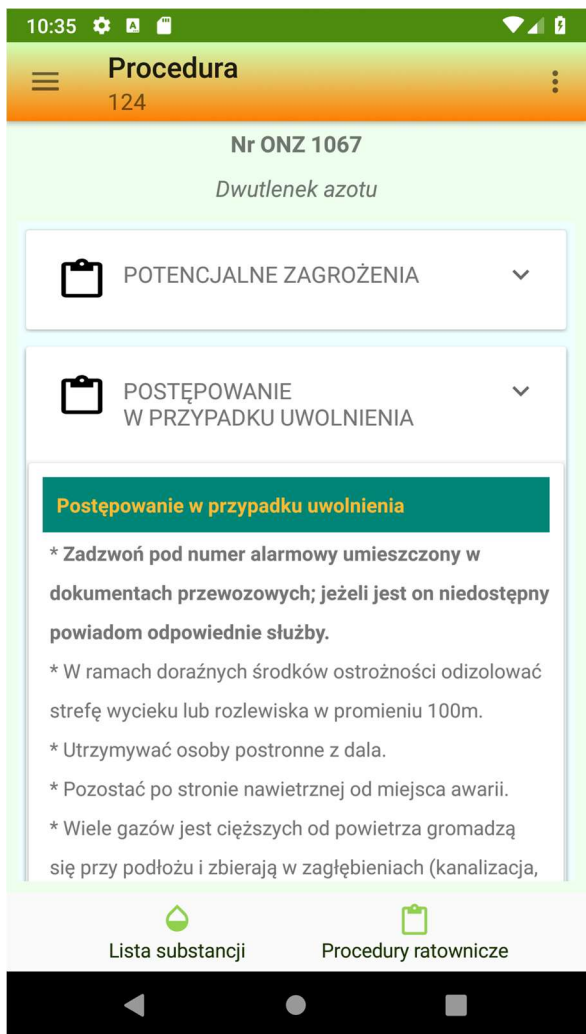 10:35
Procedura
124
Nr ONZ 1067
Dwutlenek azotu
POTENCJALNE ZAGROŻENIA
POSTĘPOWANIE
W PRZYPADKU UWOLNIENIA
Postępowanie w przypadku uwolnienia
* Zadzwoń pod numer alarmowy umieszczony w
dokumentach przewozowych; jeżeli jest on niedostępny
powiadom odpowiednie służby.
* W ramach doraźnych środków ostrożności odizolować
strefę wycieku lub rozlewiska w promieniu 100m.
* Utrzymywać osoby postronne z dala.
* Pozostać po stronie nawietrznej od miejsca awarii.
* Wiele gazów jest cięższych od powietrza gromadzą
się przy podłożu i zbierają w zagłębieniach (kanalizacja,
Lista substancji
Procedury ratownicze